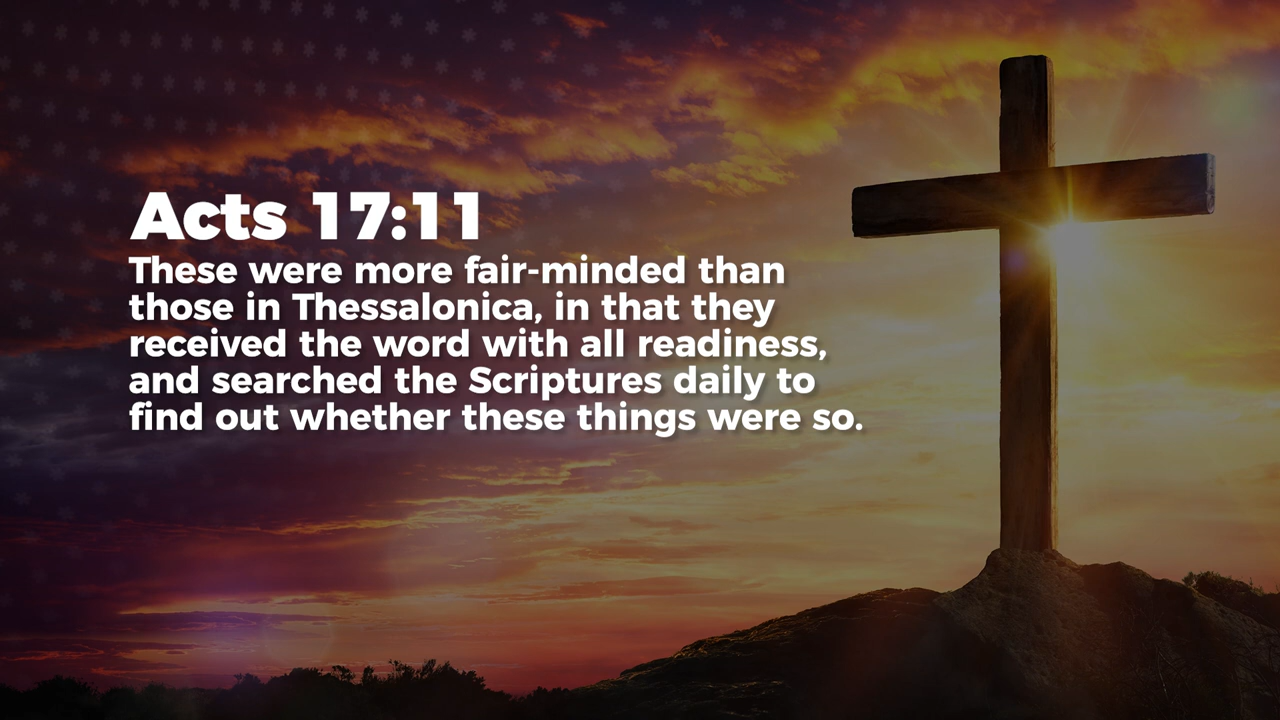 Acts 17:11
These were more fair-minded than
those in Thessalonica, in that they
received the word with all readiness,
and searched the Scriptures daily to
find out whether these things were so.